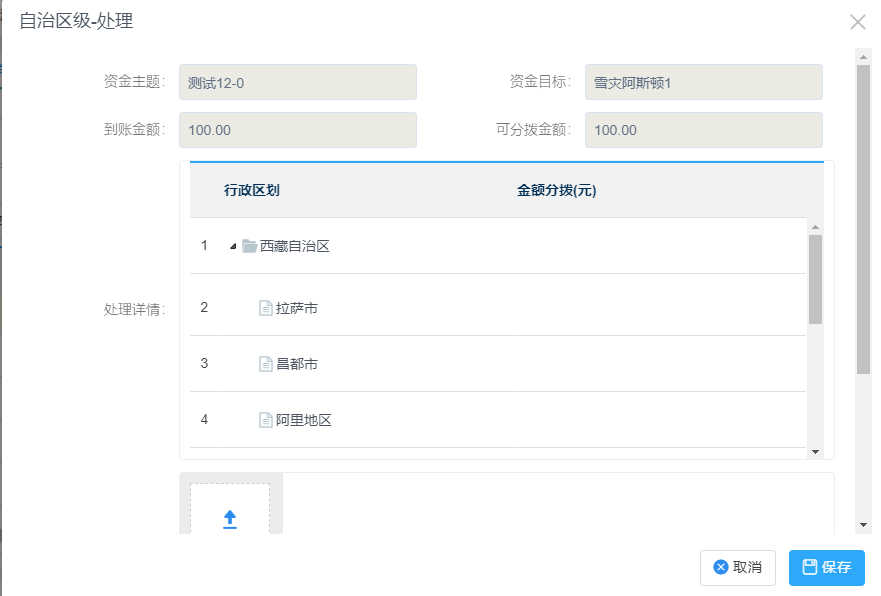 自治区级-处理
资金主题: 测试12-0 资金目标: 雪灾阿斯顿1
到账金额: 100.00 可分拨金额: 100.00
行政区划 金额分拨(元)
1 西藏自治区
处理详情:
2 拉萨市
3 昌都市
4 阿里地区
取消 保存